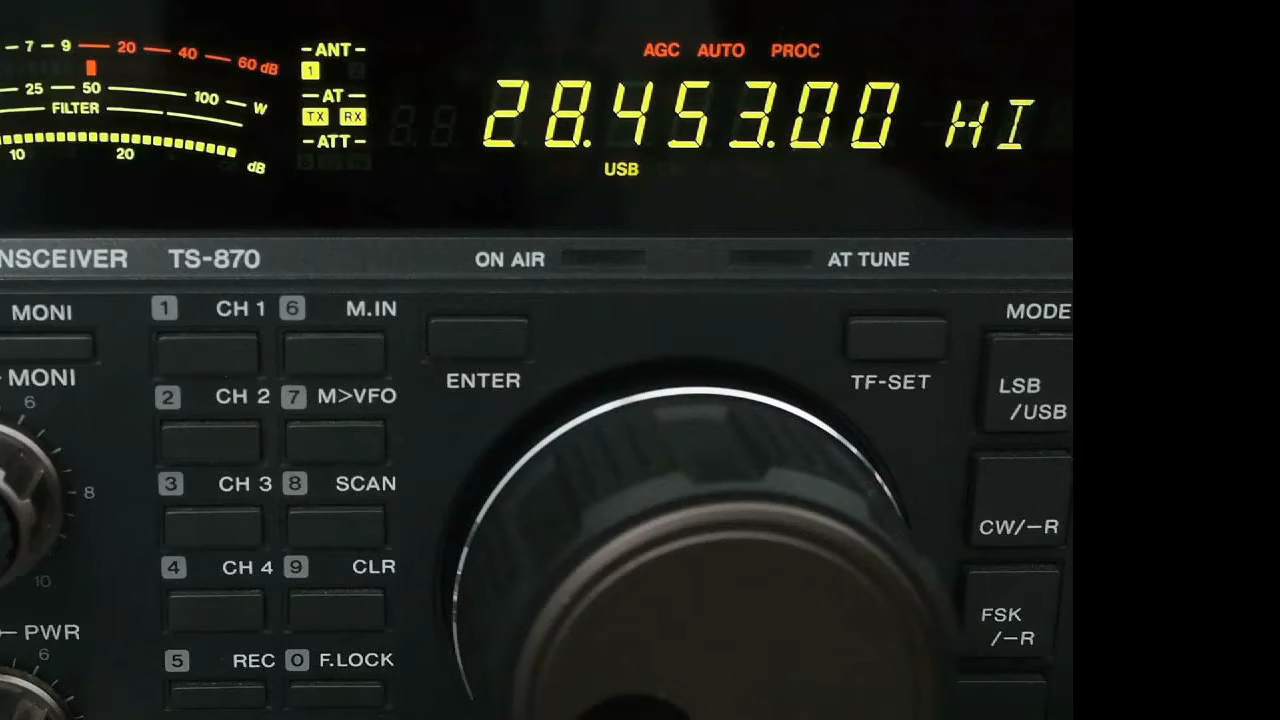 7 9 20 40 60 dB
25 50 100 W
FILTER
10 20 dB
ANT
1
AT
TX RX
ATT
AGC AUTO PROC
28.453.00 HI
USB
NSCEIVER TS-870 ON AIR AT TUNE
MONI 1 CH 1 6 M.IN MODE
MONI 2 CH 2 7 M>VFO ENTER TF-SET LSB
/USB
6
8
10
3 CH 3 8 SCAN
CW/-R
4 CH 4 9 CLR
FSK
/-R
PWR
6
5 REC 0 F.LOCK